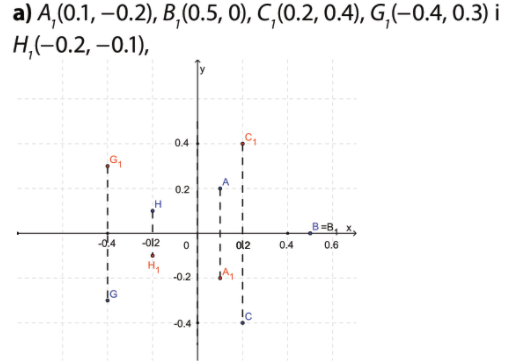 a) A₁(0.1, −0.2), B₁(0.5, 0), C₁(0.2, 0.4), G₁(−0.4, 0.3) i
H₁(−0.2, −0.1),
y
0.4
C₁
G₁
0.2
A
H
B=B₁
x
-0.4
-0.2
0
0.2
0.4
0.6
H₁
-0.2
A₁
G
-0.4
C